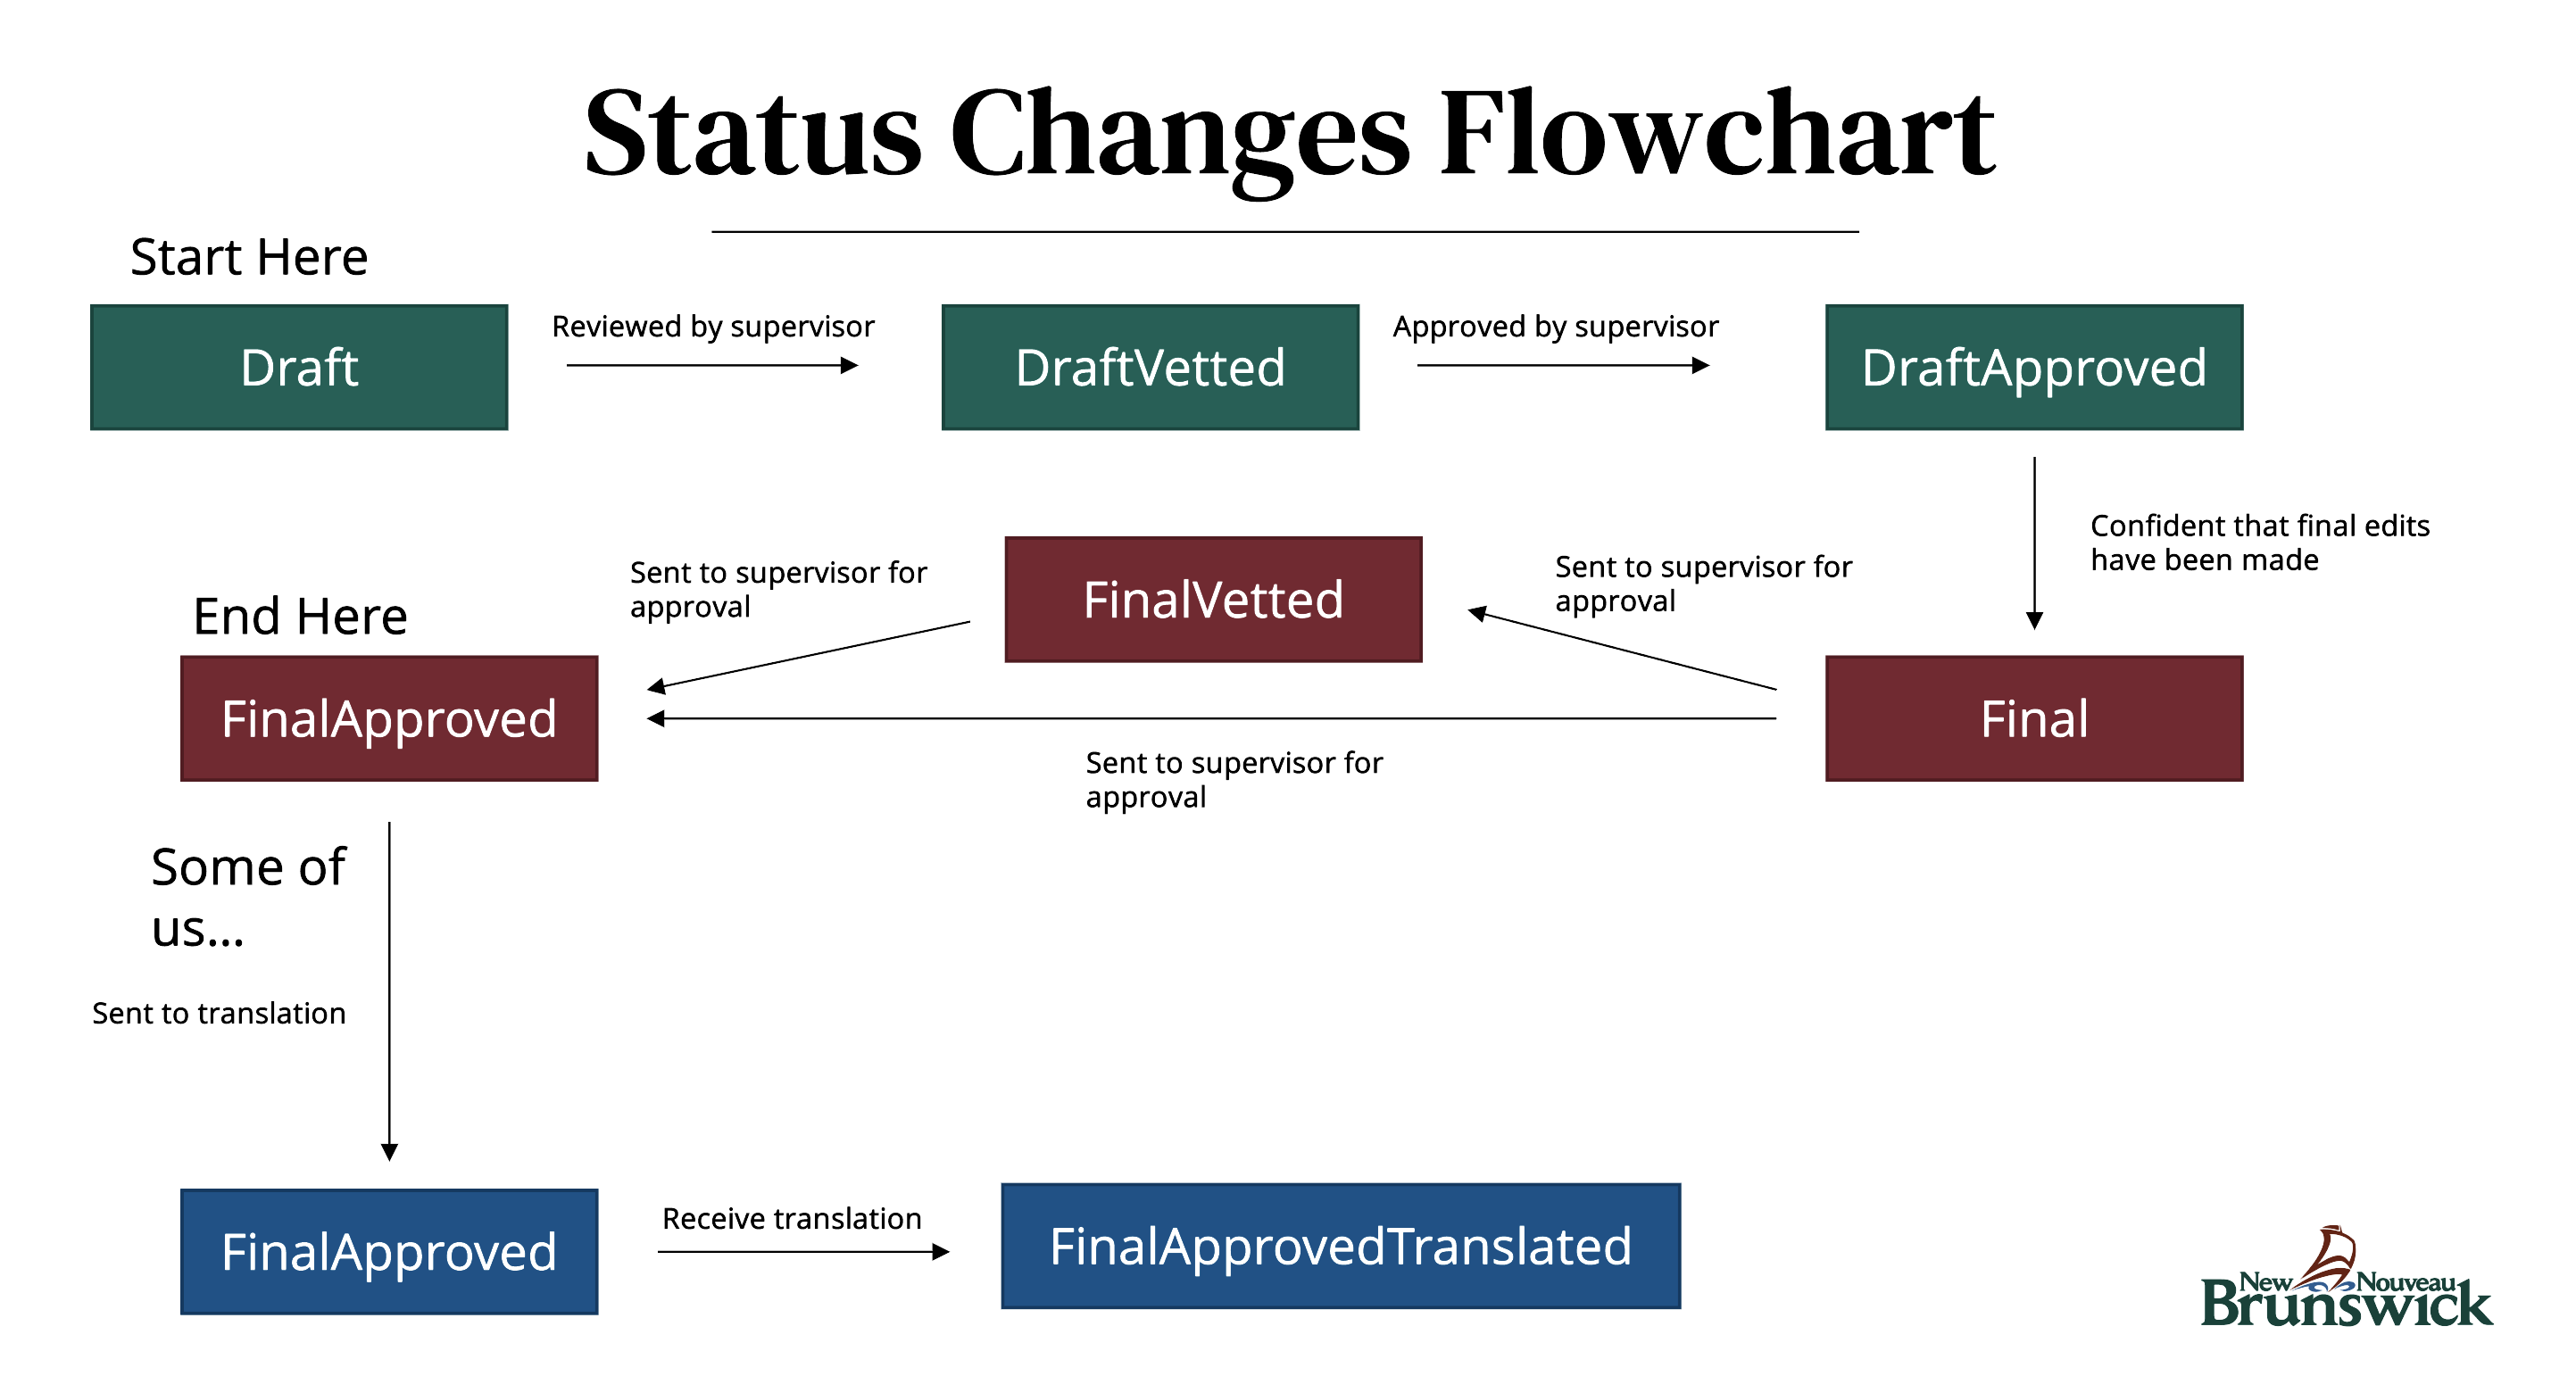 Status Changes Flowchart
Start Here
Draft
Reviewed by supervisor
DraftVetted
Approved by supervisor
DraftApproved
Confident that final edits
have been made
Final
Sent to supervisor for
approval
FinalVetted
Sent to supervisor for
approval
Sent to supervisor for
approval
End Here
FinalApproved
Some of
us...
Sent to translation
FinalApproved
Receive translation
FinalApprovedTranslated
New Nouveau
Brunswick